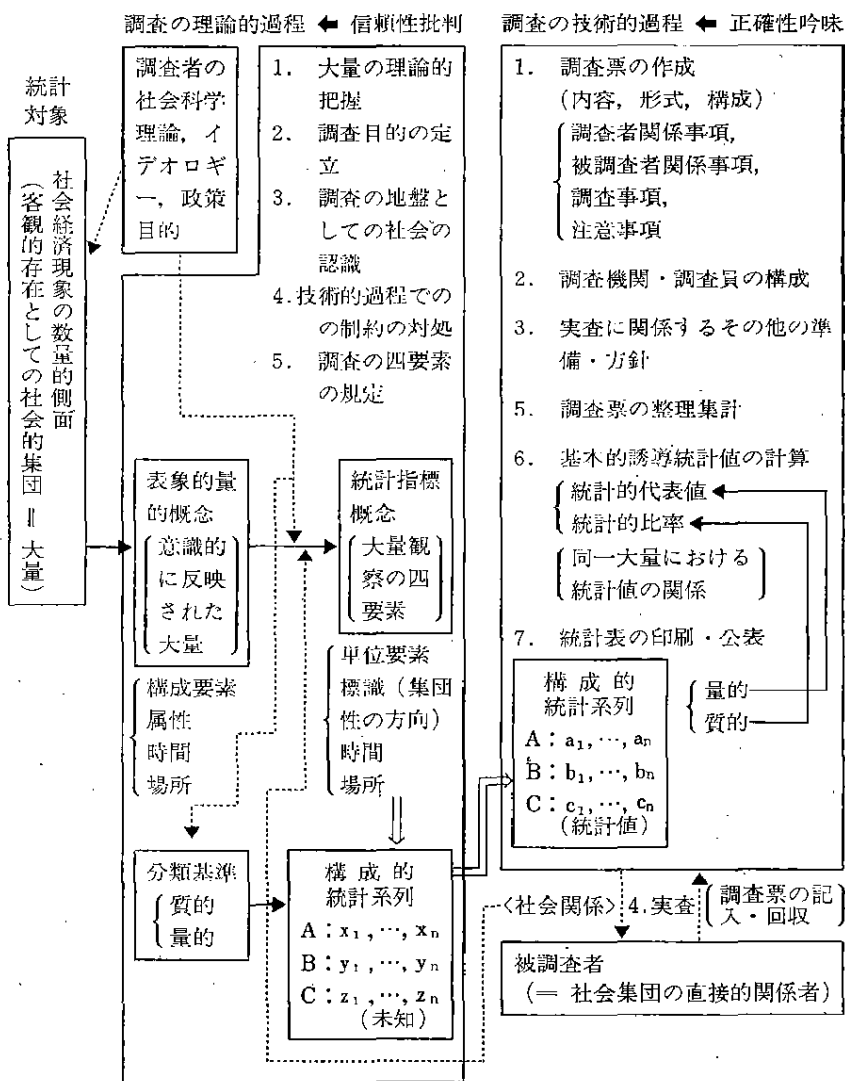 調査の理論的過程 ← 信頼性批判
調査の技術的過程 ← 正確性吟味
統計
対象
社会経済現象の数量的側面
(客観的存在としての社会的集団＝大量)
調査者の
社会科学
理論，イ
デオロギ
ー，政策
目的
1. 大量の理論的
把握
2. 調査目的の定
立
3. 調査の地盤と
しての社会の
認識
4.技術的過程での
の制約の対処
5. 調査の四要素
の規定
表象的量
的概念
意識的
に反映
された
大量
構成要素
属性
時間
場所
統計指標
概念
大量観
察の四
要素
単位要素
標識（集団
性の方向）
時間
場所
分類基準
質的
量的
構成的
統計系列
A：x₁,…, xₙ
B：y₁,…, yₙ
C：z₁,…, zₙ
(未知)
1. 調査票の作成
(内容，形式，構成)
調査者関係事項，
被調査者関係事項，
調査事項，
注意事項
2. 調査機関・調査員の構成
3. 実査に関係するその他の準
備・方針
5. 調査票の整理集計
6. 基本的誘導統計値の計算
統計的代表値
統計的比率
同一大量における
統計値の関係
7. 統計表の印刷・公表
構成的
統計系列
A：a₁,…, aₙ
B：b₁,…, bₙ
C：c₁,…, cₙ
(統計値)
量的
質的
<社会関係> 4.実査
調査票の記
入・回収
被調査者
(＝ 社会集団の直接的関係者)